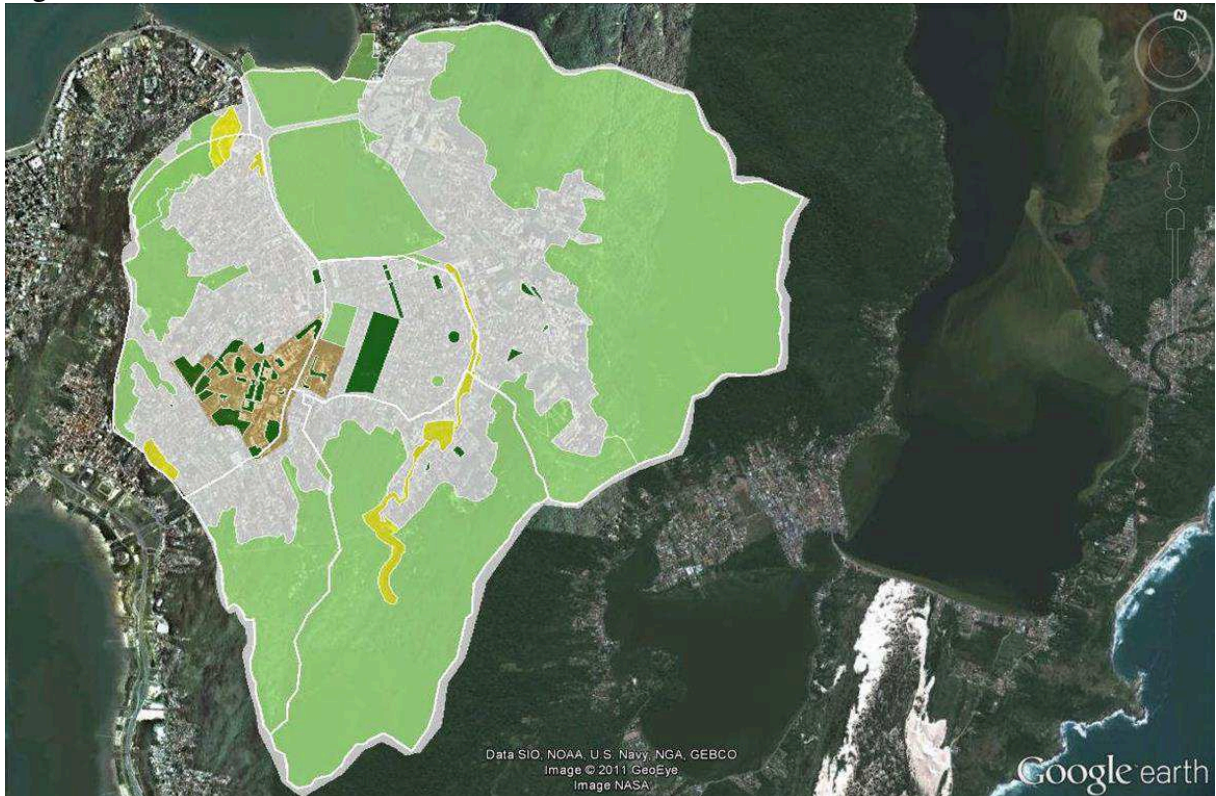 N
Data SIO, NOAA, U.S. Navy, NGA, GEBCO
Image © 2011 GeoEye
Image NASA
Google earth